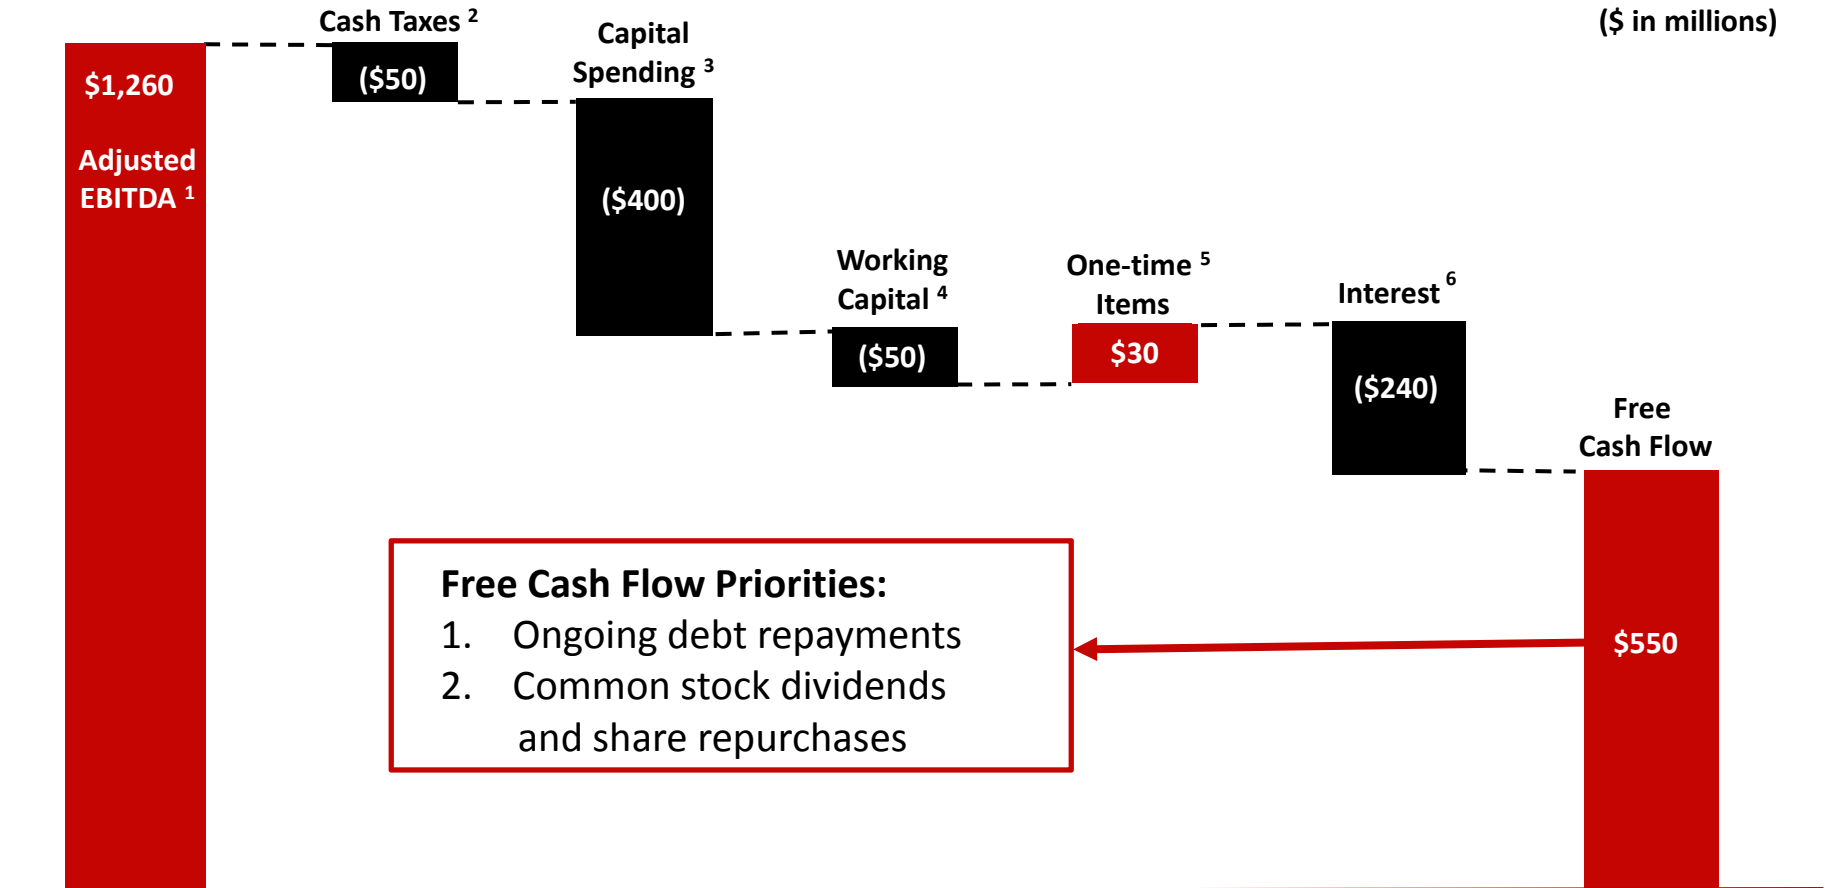 ($ in millions)
$1,260
Adjusted
EBITDA 1
Cash Taxes 2
($50)
Capital
Spending 3
($400)
Working
Capital 4
($50)
One-time 5
Items
$30
Interest 6
($240)
Free
Cash Flow
$550
Free Cash Flow Priorities:
1. Ongoing debt repayments
2. Common stock dividends
and share repurchases